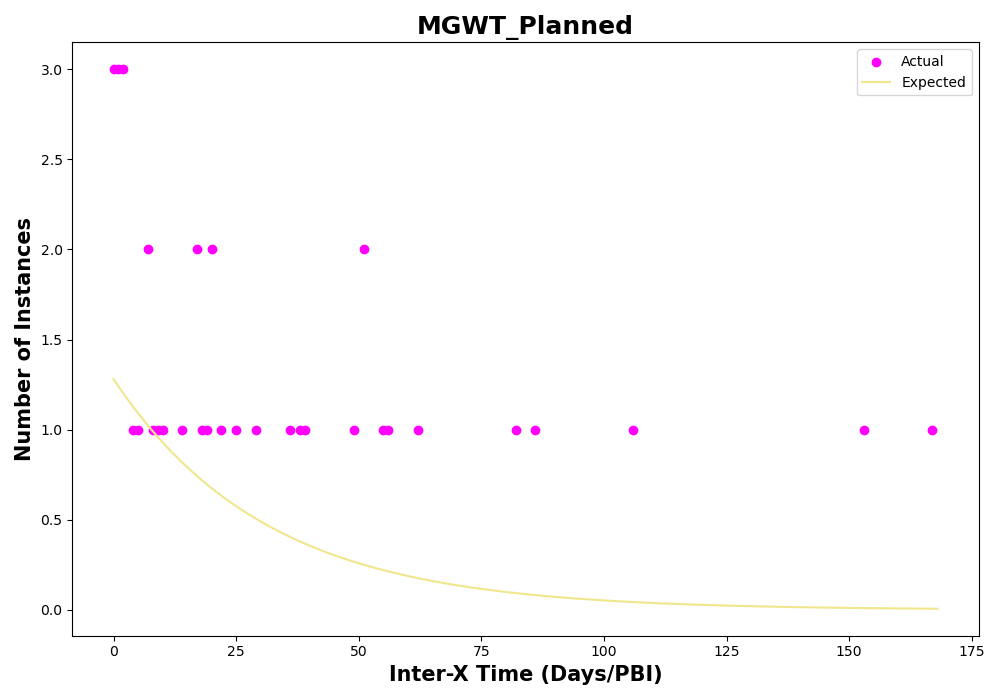 MGWT_Planned
Actual
Expected
3.0
2.5
2.0
1.5
1.0
0.5
0.0
Number of Instances
0 25 50 75 100 125 150 175
Inter-X Time (Days/PBI)